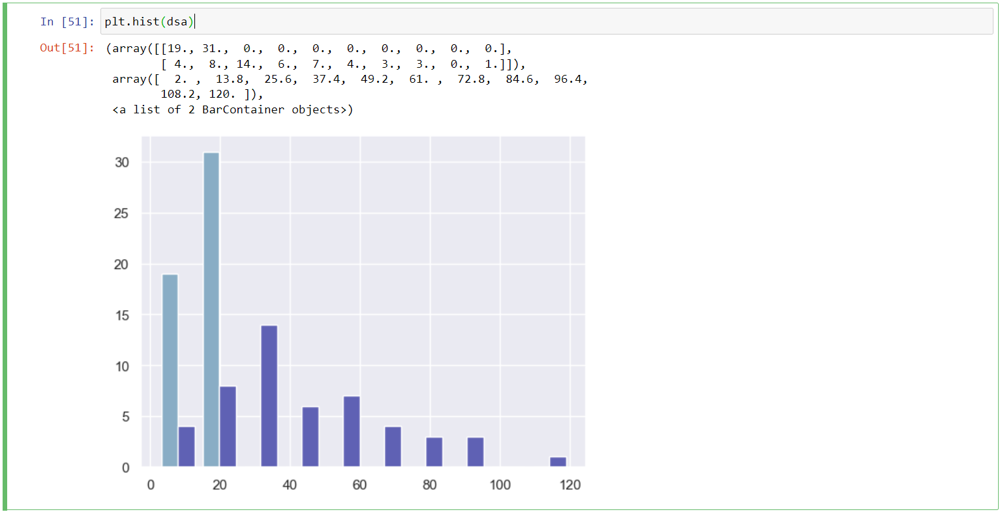 In [51]: plt.hist(dsa)
Out[51]: (array([[19., 31., 0., 0., 0., 0., 0., 0., 0., 0.],
[ 4., 8., 14., 6., 7., 4., 3., 3., 0., 1.]]),
array([ 2. , 13.8, 25.6, 37.4, 49.2, 61. , 72.8, 84.6, 96.4,
108.2, 120. ]),
<a list of 2 BarContainer objects>)
30
25
20
15
10
5
0
0 20 40 60 80 100 120